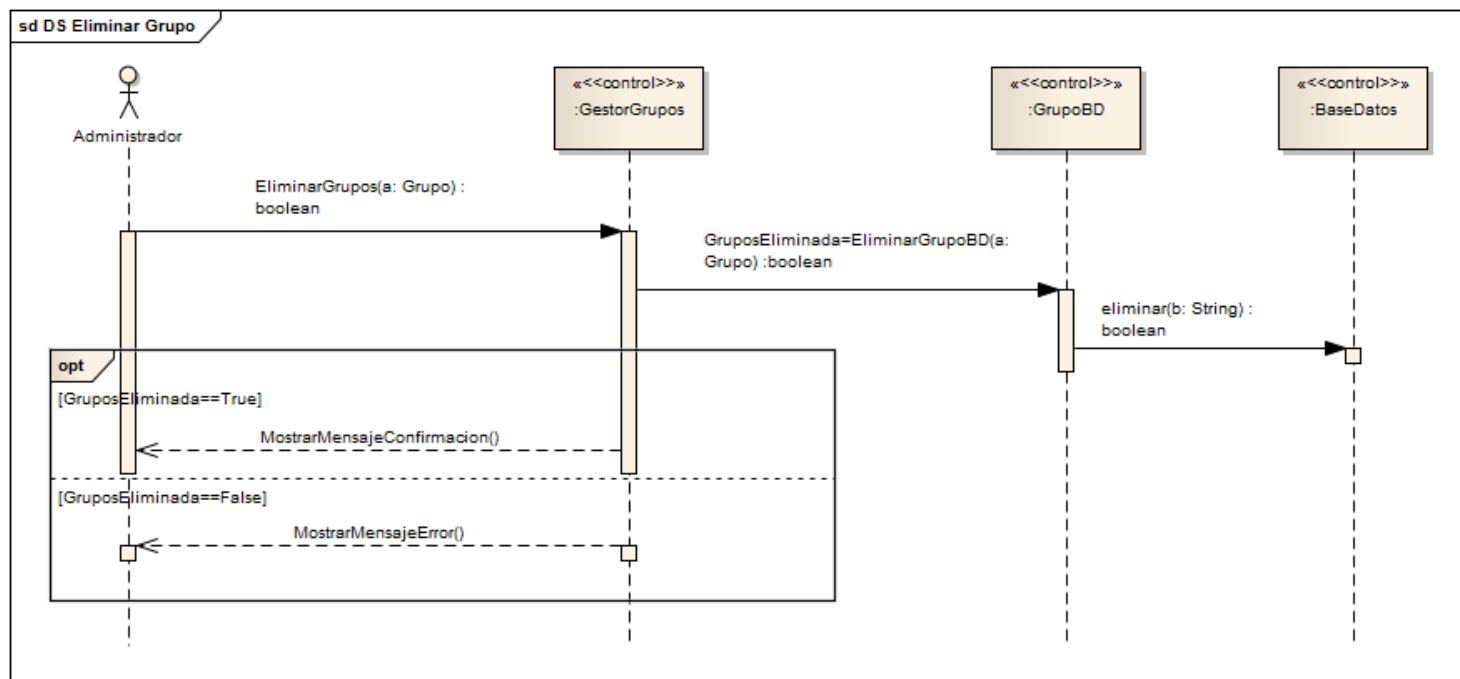 sd DS Eliminar Grupo
Administrador
«<<control>>»
:GestorGrupos
«<<control>>»
:GrupoBD
«<<control>>»
:BaseDatos
EliminarGrupos(a: Grupo) :
boolean
GruposEliminada=EliminarGrupoBD(a:
Grupo) :boolean
eliminar(b: String) :
boolean
opt
[GruposEliminada==True]
MostrarMensajeConfirmacion()
[GruposEliminada==False]
MostrarMensajeError()